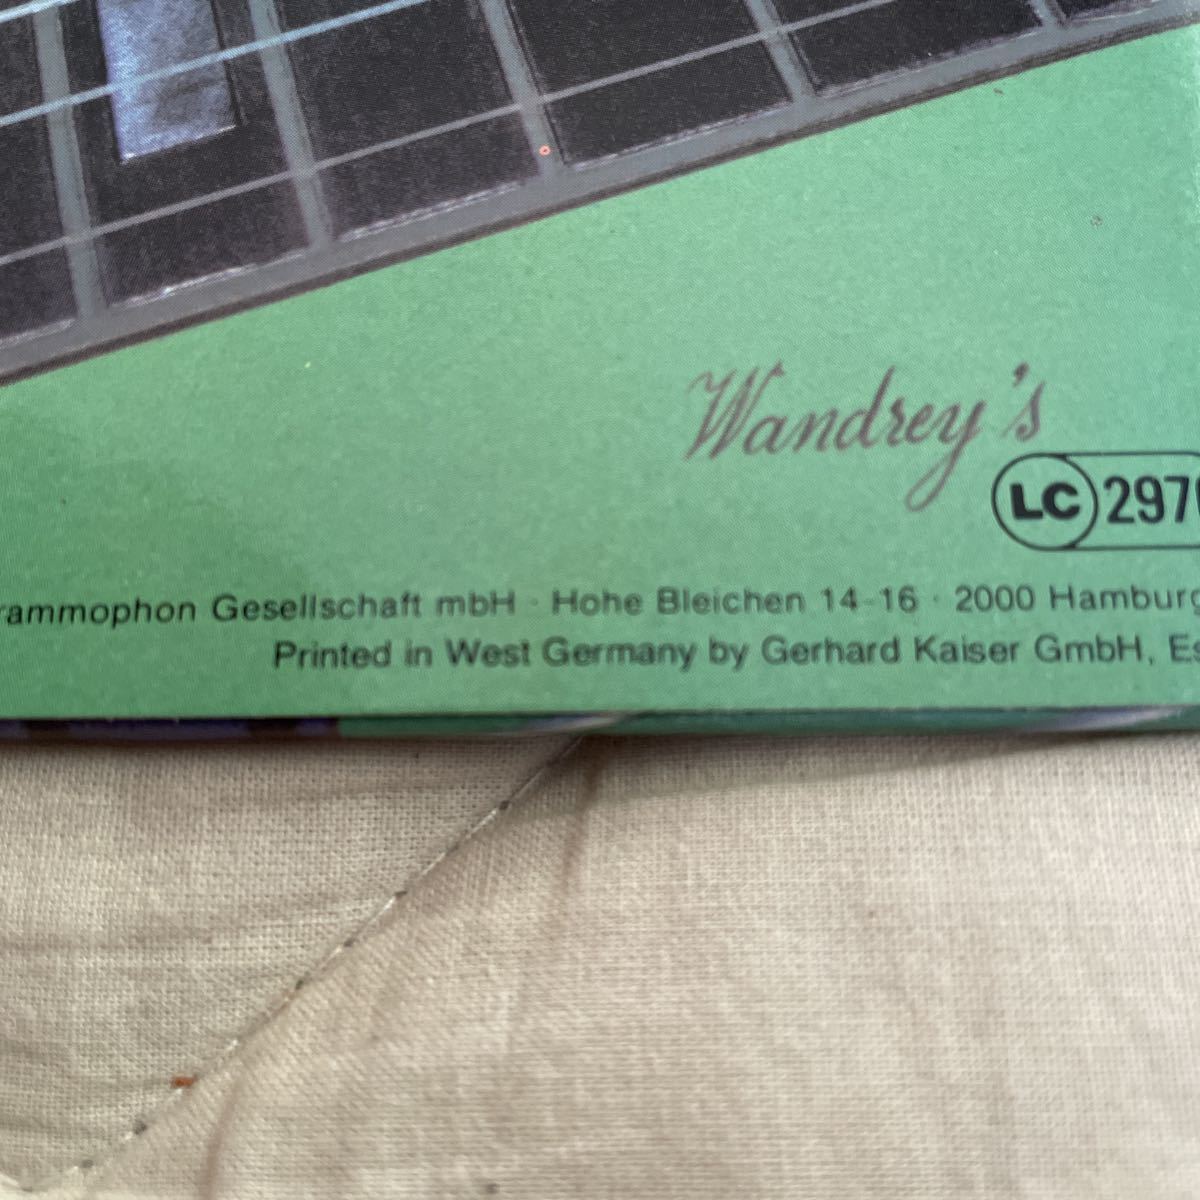 Wandrey's
LC 297
rammophon Gesellschaft mbH · Hohe Bleichen 14-16 · 2000 Hamburg
Printed in West Germany by Gerhard Kaiser GmbH, Es